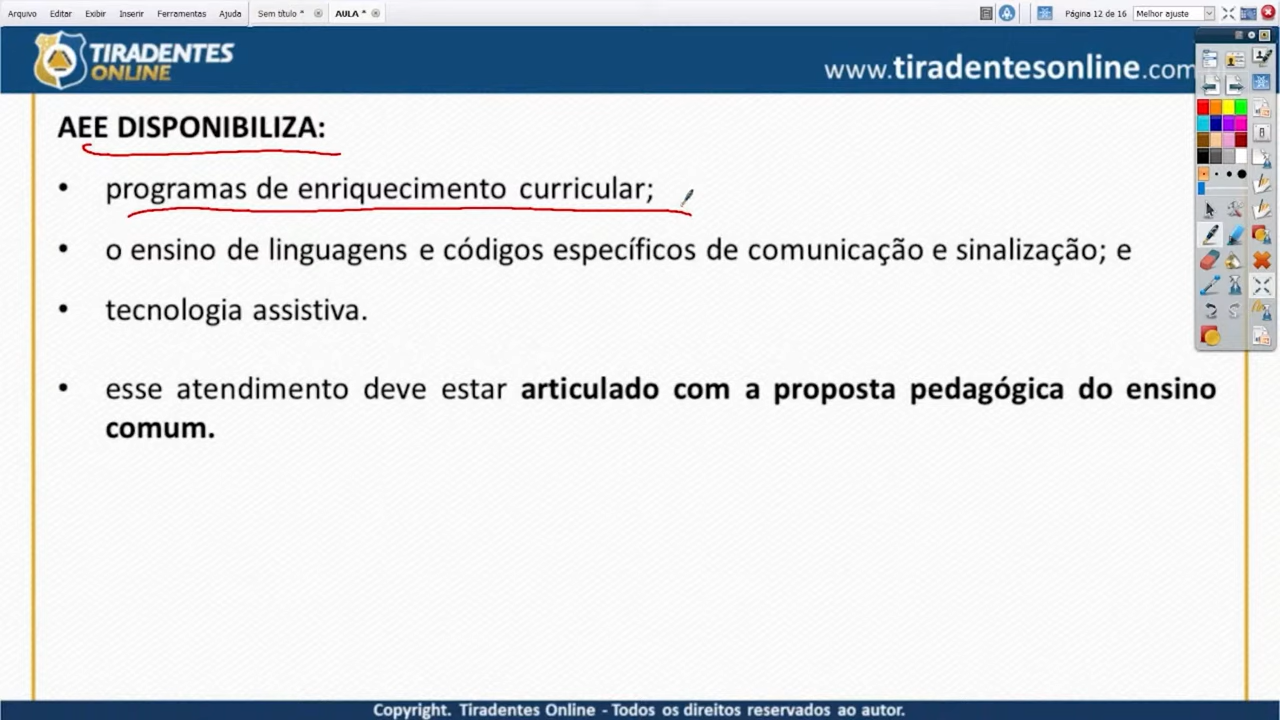 Arquivo Editar Exibir Inserir Ferramentas Ajuda Sem título * AULA * Página 12 de 16 Melhor ajuste
TIRADENTES
ONLINE
www.tiradentesonline.com
AEE DISPONIBILIZA:
• programas de enriquecimento curricular;
• o ensino de linguagens e códigos específicos de comunicação e sinalização; e
• tecnologia assistiva.
• esse atendimento deve estar articulado com a proposta pedagógica do ensino
comum.
Copyright. Tiradentes Online - Todos os direitos reservados ao autor.